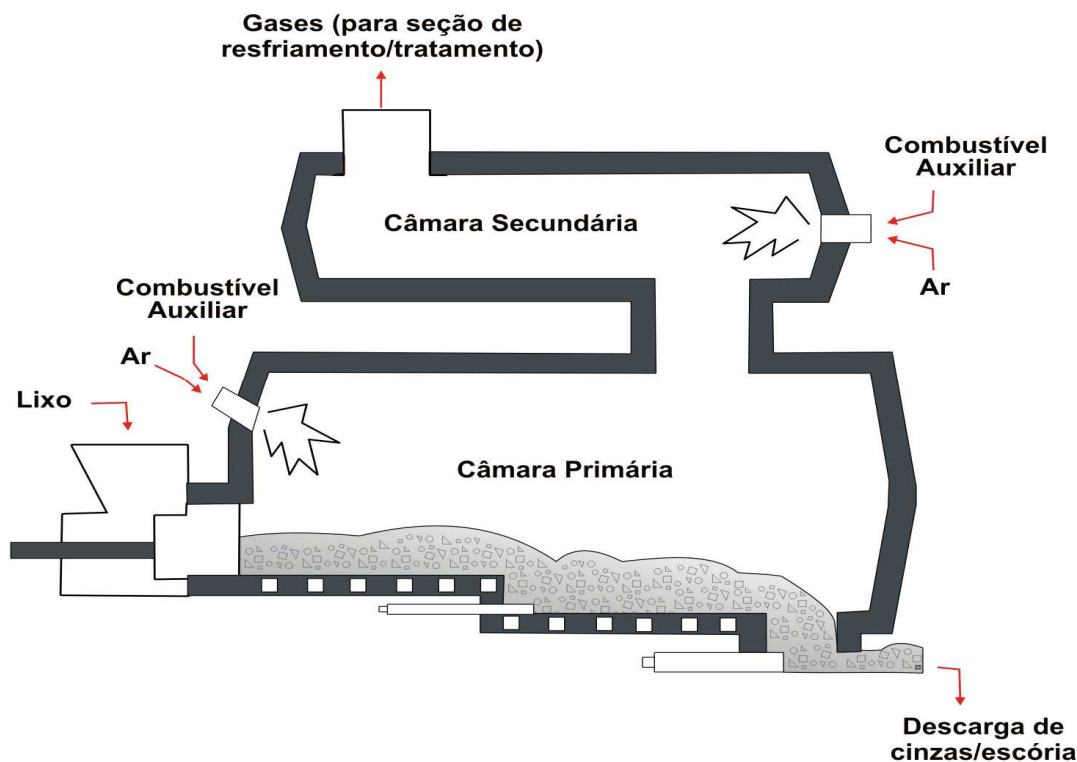 Gases (para seção de
resfriamento/tratamento)
Combustível
Auxiliar
Câmara Secundária
Ar
Combustível
Auxiliar
Ar
Lixo
Câmara Primária
Descarga de
cinzas/escória